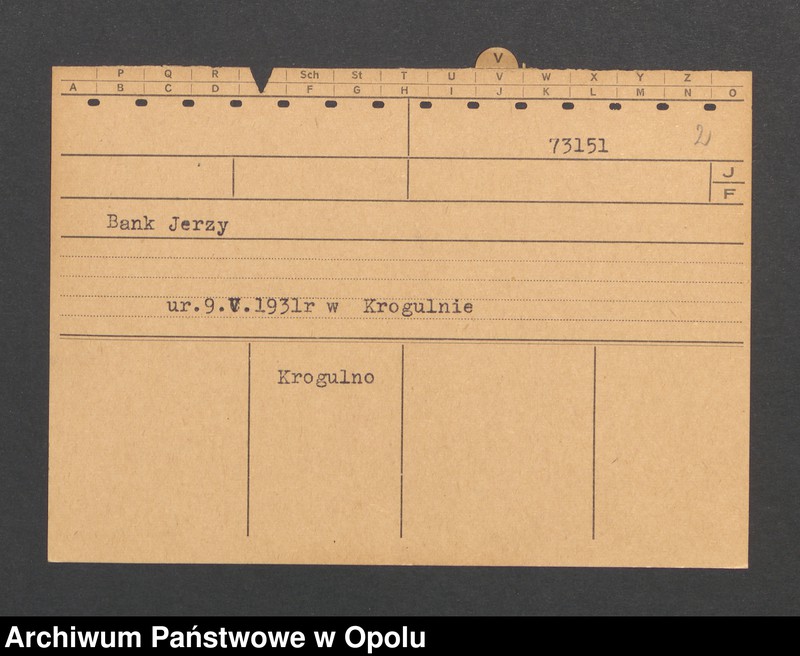 V
P Q R Sch St T U V W X Y Z
A B C D F G H I J K L M N O
73151 2
J
F
Bank Jerzy
ur.9.V.1931r w Krogulnie
Krogulno
Archiwum Państwowe w Opolu